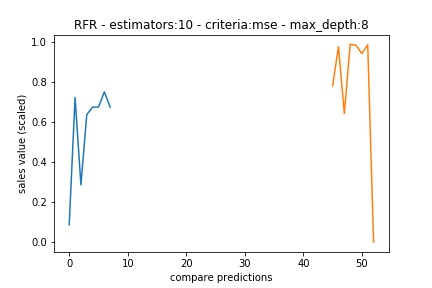 RFR - estimators:10 - criteria:mse - max_depth:8
1.0
0.8
0.6
0.4
0.2
0.0
sales value (scaled)
0 10 20 30 40 50
compare predictions